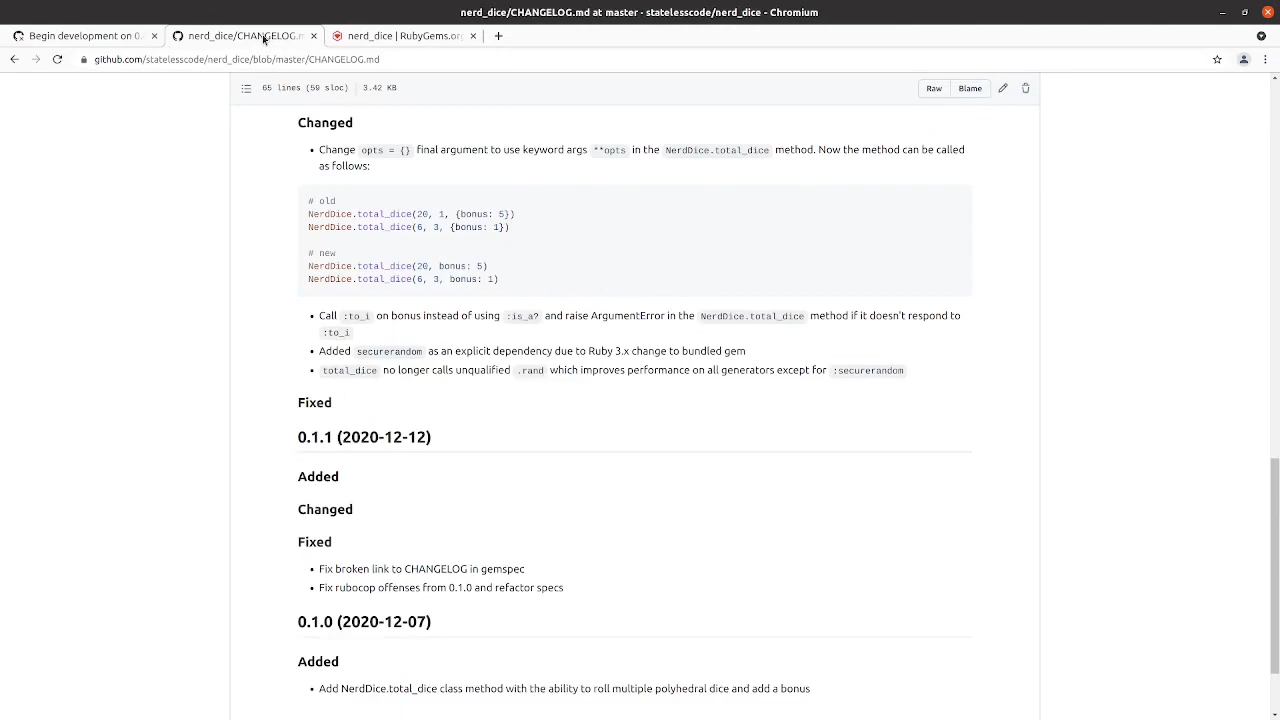 nerd_dice/CHANGELOG.md at master · statelesscode/nerd_dice - Chromium
Begin development on 0.
nerd_dice/CHANGELOG.m
nerd_dice | RubyGems.org
github.com/statelesscode/nerd_dice/blob/master/CHANGELOG.md
65 lines (50 sloc) 3.42 KB
Raw Blame
Changed
• Change opts = {} final argument to use keyword args **opts in the NerdDice.total_dice method. Now the method can be called
as follows:
# old
NerdDice.total_dice(20, 1, {bonus: 5})
NerdDice.total_dice(6, 3, {bonus: 1})
# new
NerdDice.total_dice(20, bonus: 5)
NerdDice.total_dice(6, 3, bonus: 1)
• Call :to_i on bonus instead of using :is_a? and raise ArgumentError in the NerdDice.total_dice method if it doesn't respond to
:to_i
• Added securerandom as an explicit dependency due to Ruby 3.x change to bundled gem
• total_dice no longer calls unqualified .rand which improves performance on all generators except for :securerandom
Fixed
0.1.1 (2020-12-12)
Added
Changed
Fixed
• Fix broken link to CHANGELOG in gemspec
• Fix rubocop offenses from 0.1.0 and refactor specs
0.1.0 (2020-12-07)
Added
• Add NerdDice.total_dice class method with the ability to roll multiple polyhedral dice and add a bonus